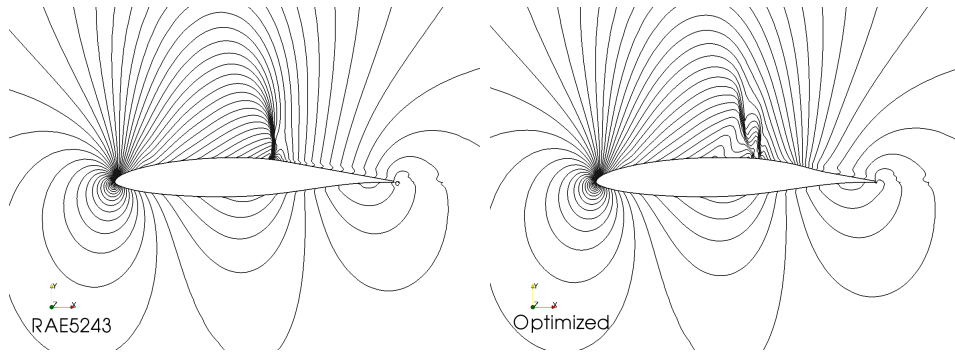 Y
Z X
RAE5243
Y
Z X
Optimized